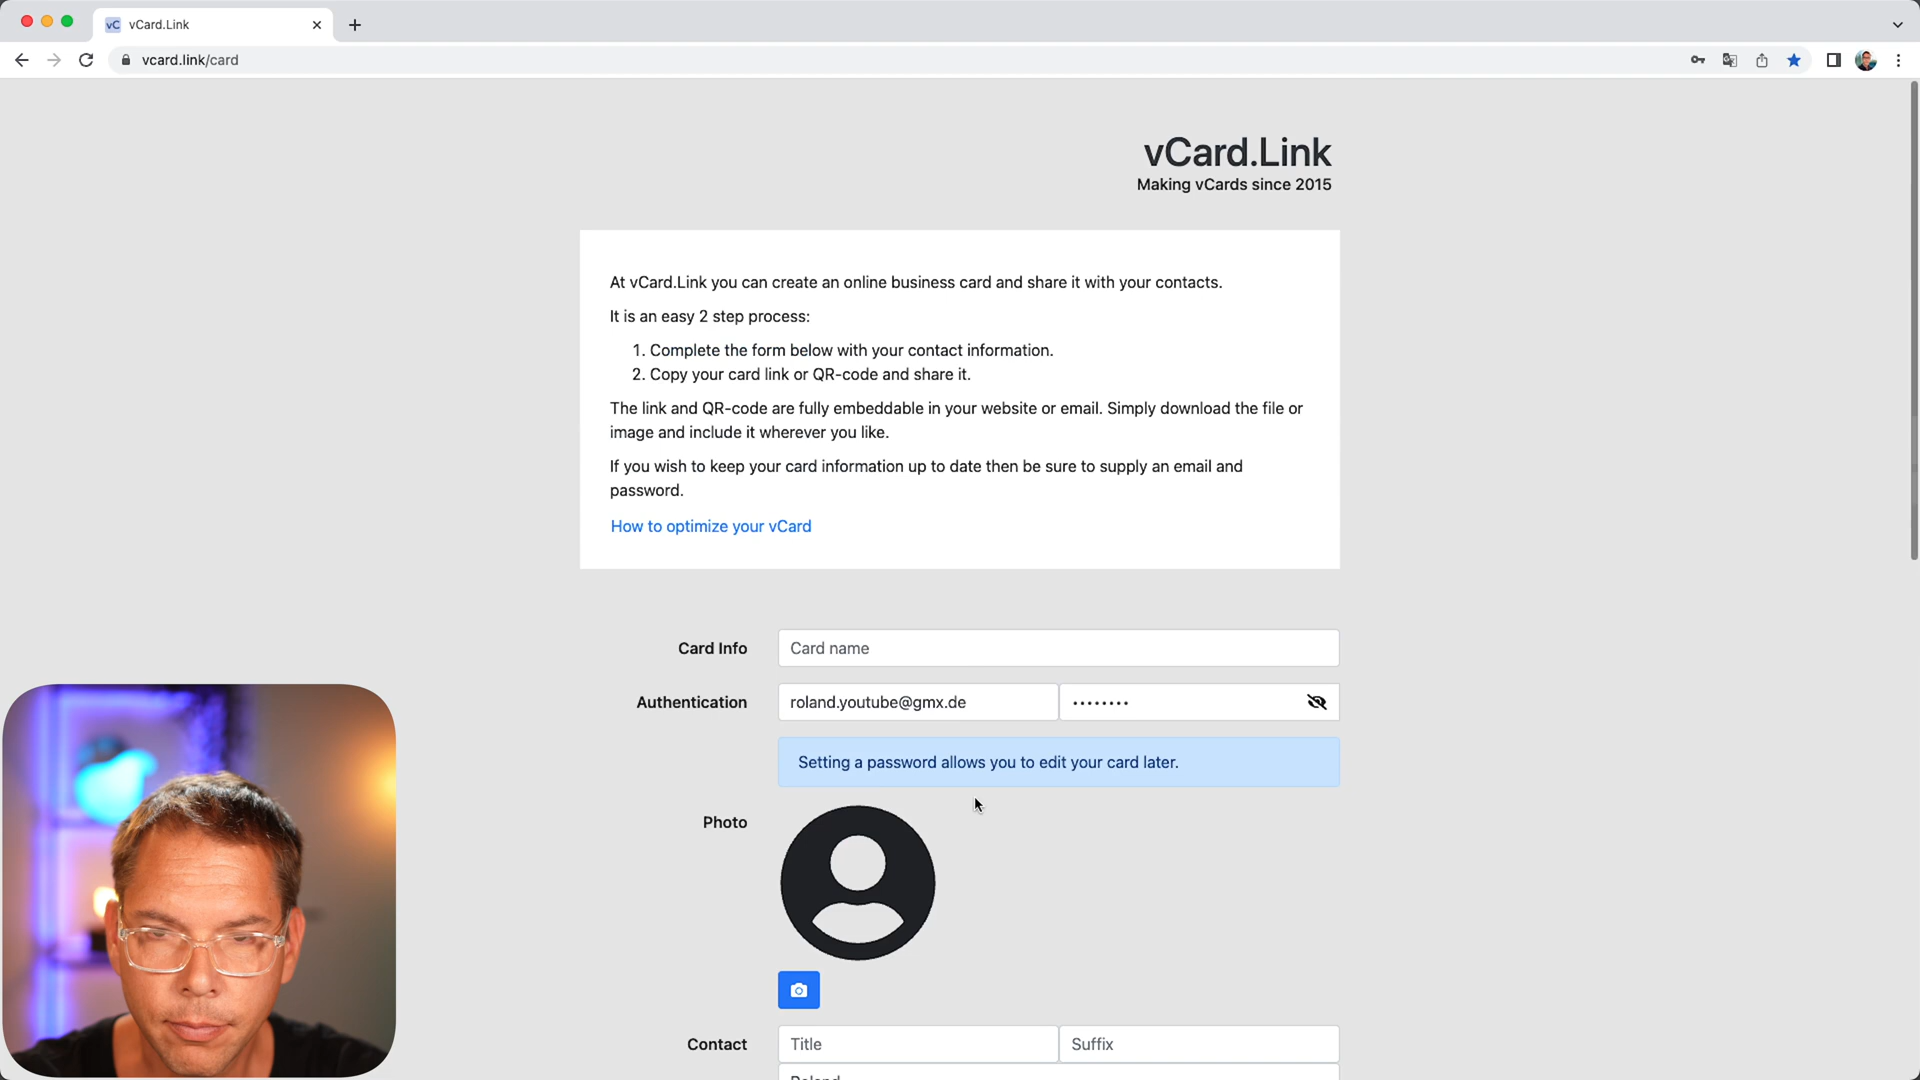 vC vCard.Link
vcard.link/card
vCard.Link
Making vCards since 2015
At vCard.Link you can create an online business card and share it with your contacts.
It is an easy 2 step process:
1. Complete the form below with your contact information.
2. Copy your card link or QR-code and share it.
The link and QR-code are fully embeddable in your website or email. Simply download the file or
image and include it wherever you like.
If you wish to keep your card information up to date then be sure to supply an email and
password.
How to optimize your vCard
Card Info
Card name
Authentication
roland.youtube@gmx.de
••••••••
Setting a password allows you to edit your card later.
Photo
Contact
Title
Suffix
Roland